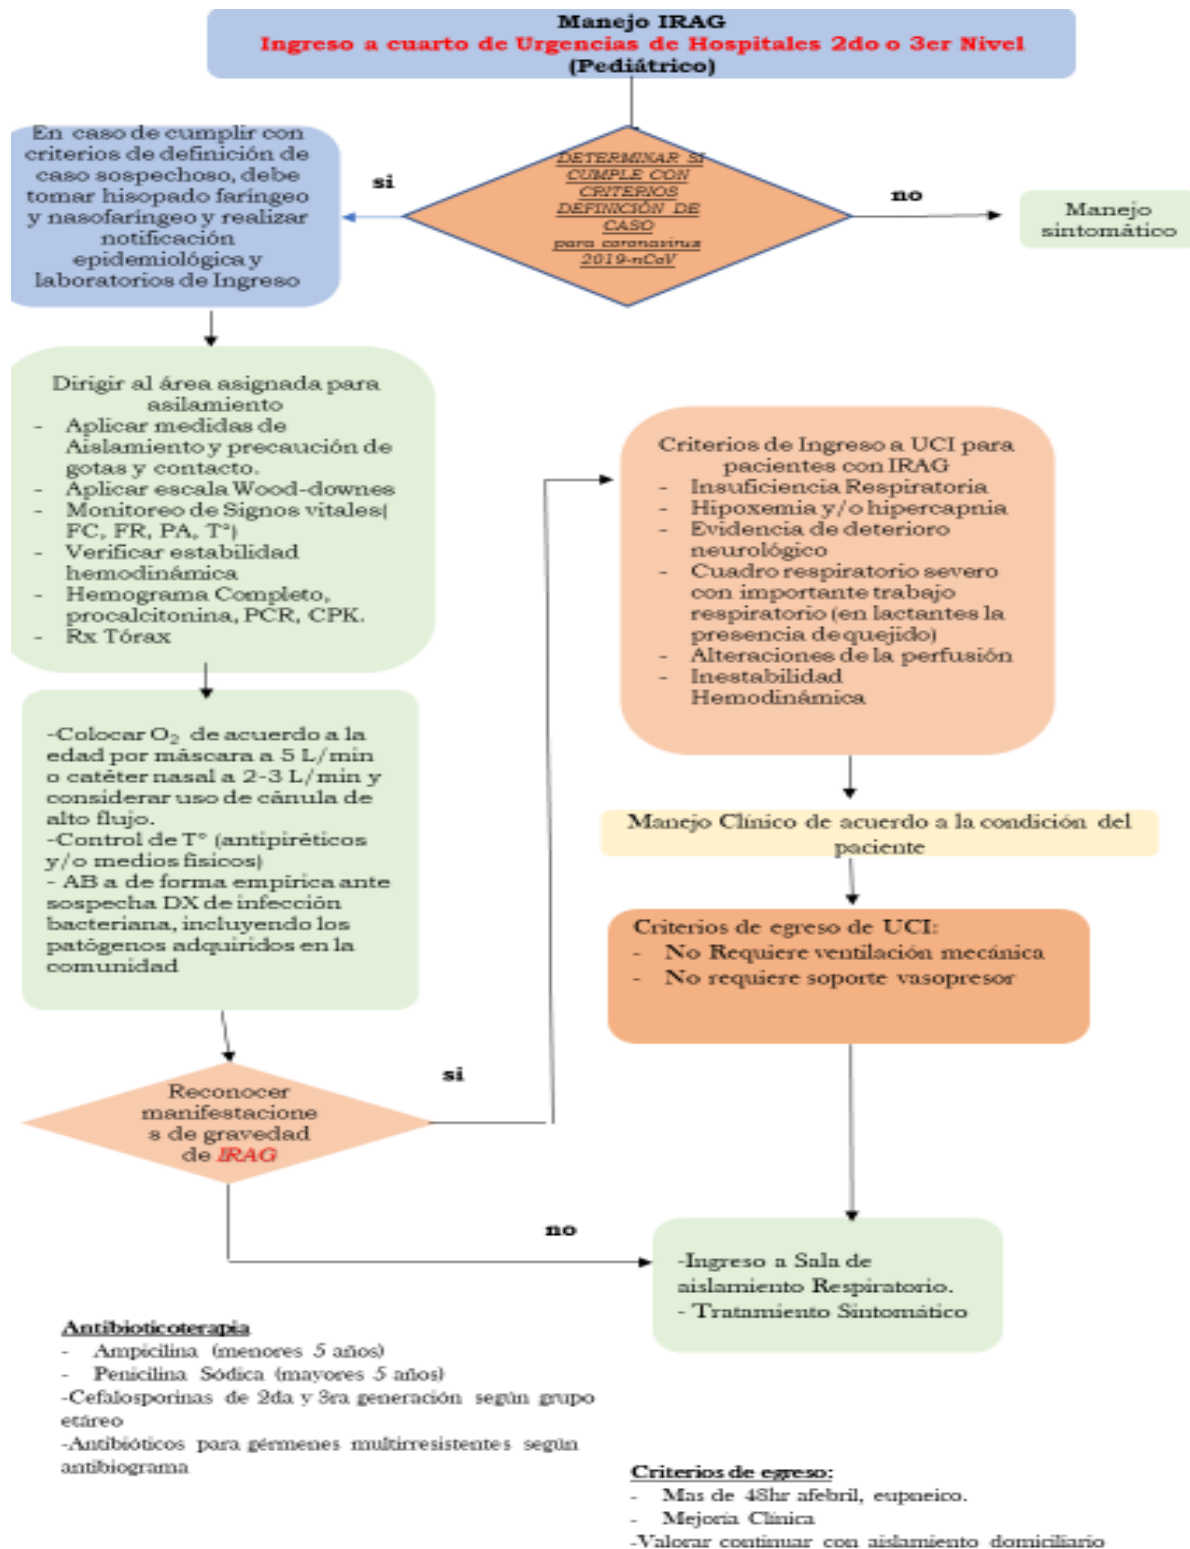 Manejo IRAG
Ingreso a cuarto de Urgencias de Hospitales 2do o 3er Nivel
(Pediátrico)
DETERMINAR SI
CUMPLE CON
CRITERIOS
DEFINICIÓN DE
CASO
para coronavirus
2019-nCoV
si
no
En caso de cumplir con
criterios de definición de
caso sospechoso, debe
tomar hisopado faríngeo
y nasofaríngeo y realizar
notificación
epidemiológica y
laboratorios de Ingreso
Manejo
sintomático
Dirigir al área asignada para
asilamiento
- Aplicar medidas de
Aislamiento y precaución de
gotas y contacto.
- Aplicar escala Wood-downes
- Monitoreo de Signos vitales(
FC, FR, PA, T°)
- Verificar estabilidad
hemodinámica
- Hemograma Completo,
procalcitonina, PCR, CPK.
- Rx Tórax
-Colocar O₂ de acuerdo a la
edad por máscara a 5 L/min
o catéter nasal a 2-3 L/min y
considerar uso de cánula de
alto flujo.
-Control de T° (antipiréticos
y/o medios físicos)
- AB a de forma empírica ante
sospecha DX de infección
bacteriana, incluyendo los
patógenos adquiridos en la
comunidad
Reconocer
manifestacione
s de gravedad
de IRAG
si
no
Criterios de Ingreso a UCI para
pacientes con IRAG
- Insuficiencia Respiratoria
- Hipoxemia y/o hipercapnia
- Evidencia de deterioro
neurológico
- Cuadro respiratorio severo
con importante trabajo
respiratorio (en lactantes la
presencia de quejido)
- Alteraciones de la perfusión
- Inestabilidad
Hemodinámica
Manejo Clínico de acuerdo a la condición del
paciente
Criterios de egreso de UCI:
- No Requiere ventilación mecánica
- No requiere soporte vasopresor
-Ingreso a Sala de
aislamiento Respiratorio.
- Tratamiento Sintomático
Antibioticoterapia
- Ampicilina (menores 5 años)
- Penicilina Sódica (mayores 5 años)
-Cefalosporinas de 2da y 3ra generación según grupo
etáreo
-Antibióticos para gérmenes multirresistentes según
antibiograma
Criterios de egreso:
- Mas de 48hr afebril, eupneico.
- Mejoría Clínica
-Valorar continuar con aislamiento domiciliario